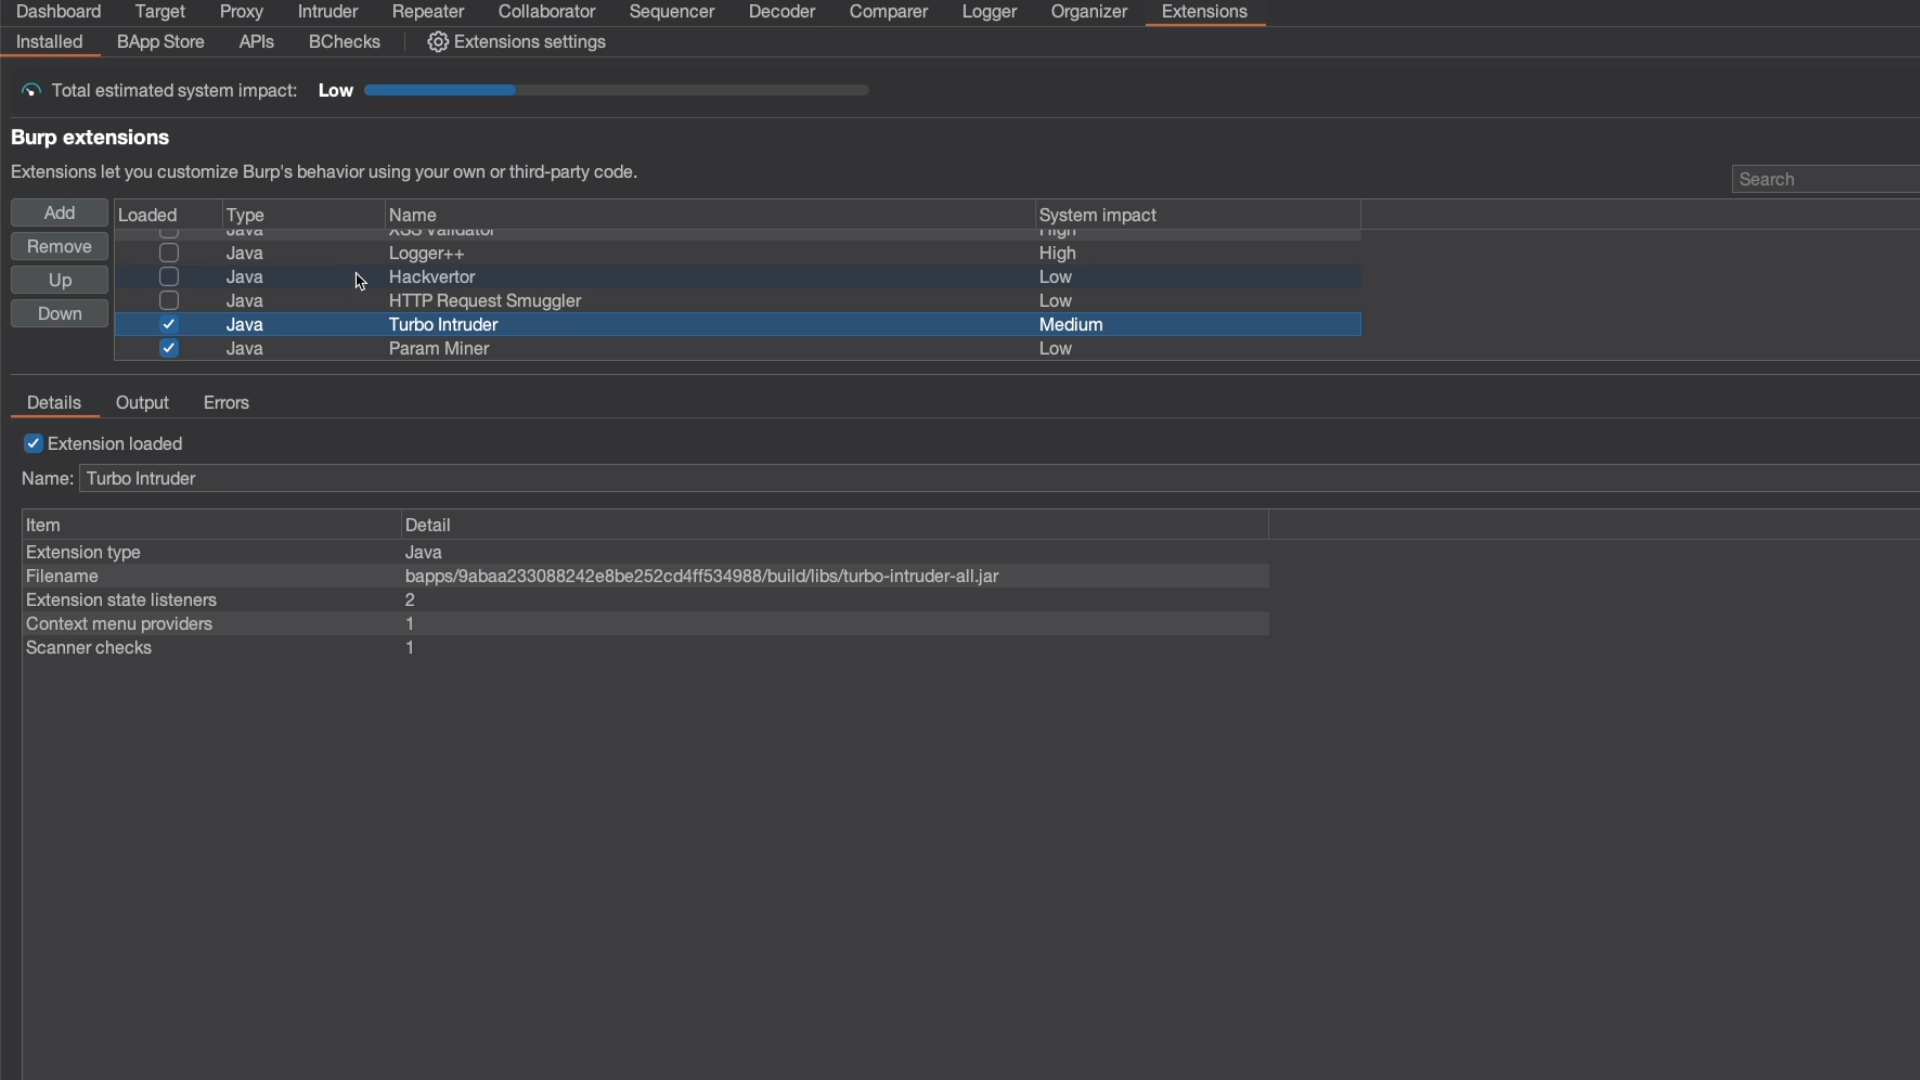 Dashboard Target Proxy Intruder Repeater Collaborator Sequencer Decoder Comparer Logger Organizer Extensions
Installed BApp Store APIs BChecks Extensions settings
Total estimated system impact: Low
Burp extensions
Extensions let you customize Burp's behavior using your own or third-party code.
Search
Add
Remove
Up
Down
Loaded Type Name System impact
Java XSS Validator High
Java Logger++ High
Java Hackvertor Low
Java HTTP Request Smuggler Low
Java Turbo Intruder Medium
Java Param Miner Low
Details Output Errors
Extension loaded
Name: Turbo Intruder
Item Detail
Extension type Java
Filename bapps/9abaa233088242e8be252cd4ff534988/build/libs/turbo-intruder-all.jar
Extension state listeners 2
Context menu providers 1
Scanner checks 1